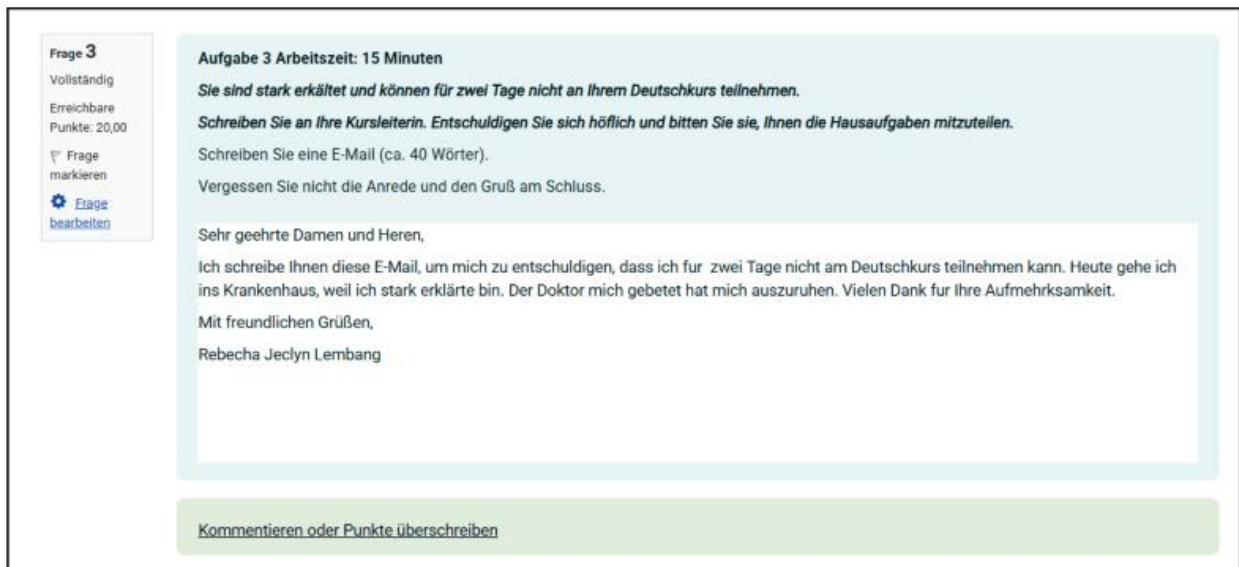 Frage 3
Vollständig
Erreichbare
Punkte: 20,00
Frage
markieren
Frage
bearbeiten
Aufgabe 3 Arbeitszeit: 15 Minuten
Sie sind stark erkältet und können für zwei Tage nicht an Ihrem Deutschkurs teilnehmen.
Schreiben Sie an Ihre Kursleiterin. Entschuldigen Sie sich höflich und bitten Sie sie, Ihnen die Hausaufgaben mitzuteilen.
Schreiben Sie eine E-Mail (ca. 40 Wörter).
Vergessen Sie nicht die Anrede und den Gruß am Schluss.
Sehr geehrte Damen und Heren,
Ich schreibe Ihnen diese E-Mail, um mich zu entschuldigen, dass ich fur zwei Tage nicht am Deutschkurs teilnehmen kann. Heute gehe ich
ins Krankenhaus, weil ich stark erklärte bin. Der Doktor mich gebetet hat mich auszuruhen. Vielen Dank fur Ihre Aufmehrksamkeit.
Mit freundlichen Grüßen,
Rebecha Jeclyn Lembang
Kommentieren oder Punkte überschreiben